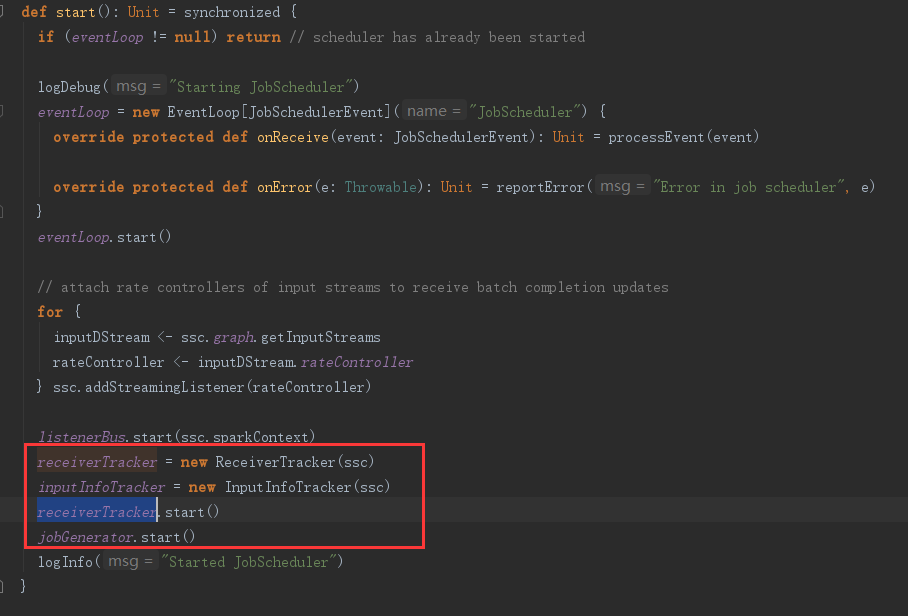 def start(): Unit = synchronized {
if (eventLoop != null) return // scheduler has already been started
logDebug( msg = "Starting JobScheduler")
eventLoop = new EventLoop[JobSchedulerEvent]( name = "JobScheduler") {
override protected def onReceive(event: JobSchedulerEvent): Unit = processEvent(event)
override protected def onError(e: Throwable): Unit = reportError( msg = "Error in job scheduler", e)
}
eventLoop.start()
// attach rate controllers of input streams to receive batch completion updates
for {
inputDStream <- ssc.graph.getInputStreams
rateController <- inputDStream.rateController
} ssc.addStreamingListener(rateController)
listenerBus.start(ssc.sparkContext)
receiverTracker = new ReceiverTracker(ssc)
inputInfoTracker = new InputInfoTracker(ssc)
receiverTracker.start()
jobGenerator.start()
logInfo( msg = "Started JobScheduler")
}